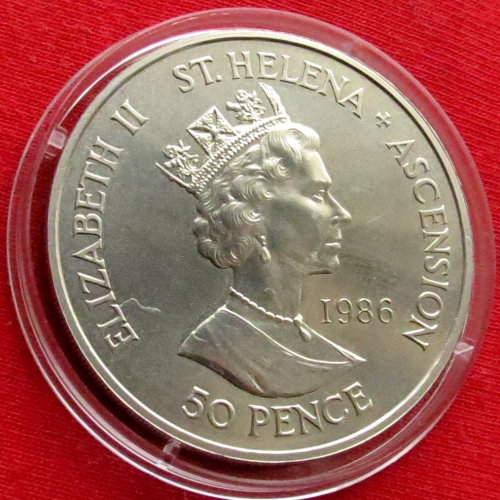 ELIZABETH II
ST. HELENA + ASCENSION
1986
50 PENCE